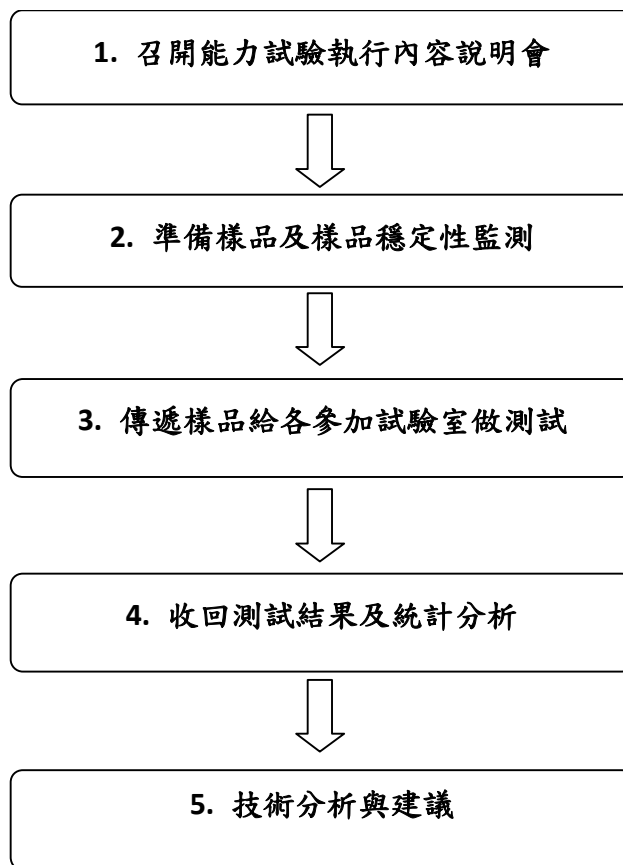 1. 召開能力試驗執行內容說明會
2. 準備樣品及樣品穩定性監測
3. 傳遞樣品給各參加試驗室做測試
4. 收回測試結果及統計分析
5. 技術分析與建議